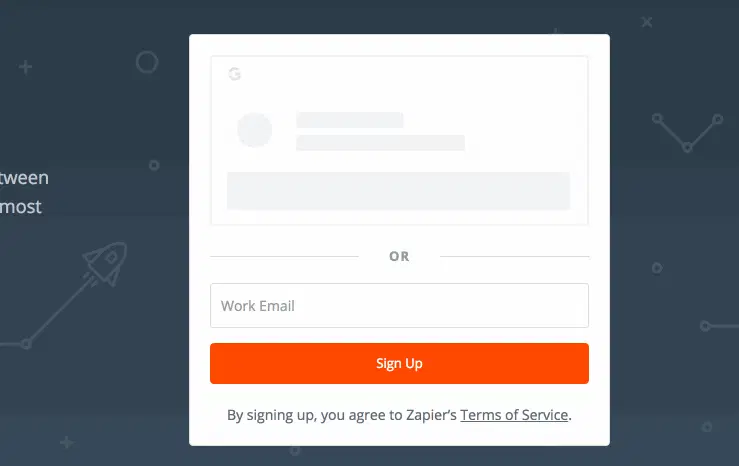 G
tween
most
OR
Work Email
Sign Up
By signing up, you agree to Zapier's Terms of Service.